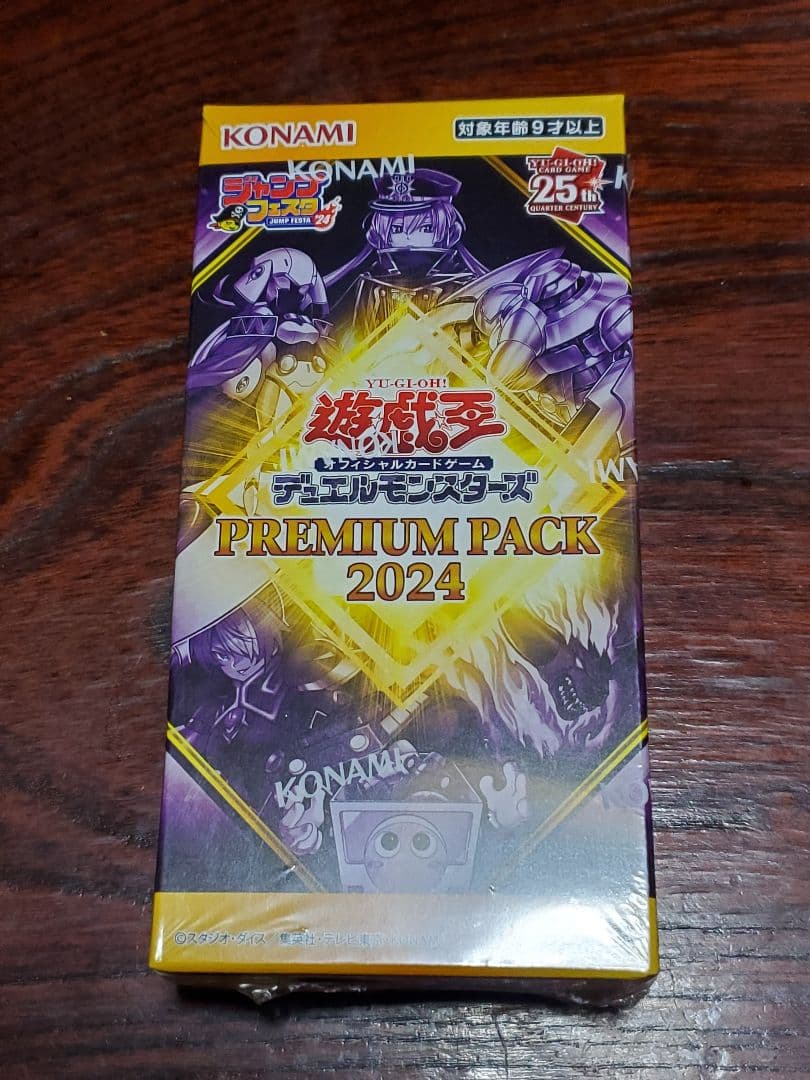 KONAMI
対象年齢9才以上
KONAMI
ジャンプ
フェスタ
'24
JUMP FESTA
YU-GI-OH!
CARD GAME
25th
QUARTER CENTURY
YU-GI-OH!
遊戯王
KONAMI
オフィシャルカードゲーム
デュエルモンスターズ
PREMIUM PACK
2024
KONAMI
©スタジオ・ダイス／集英社・テレビ東京・KONAMI